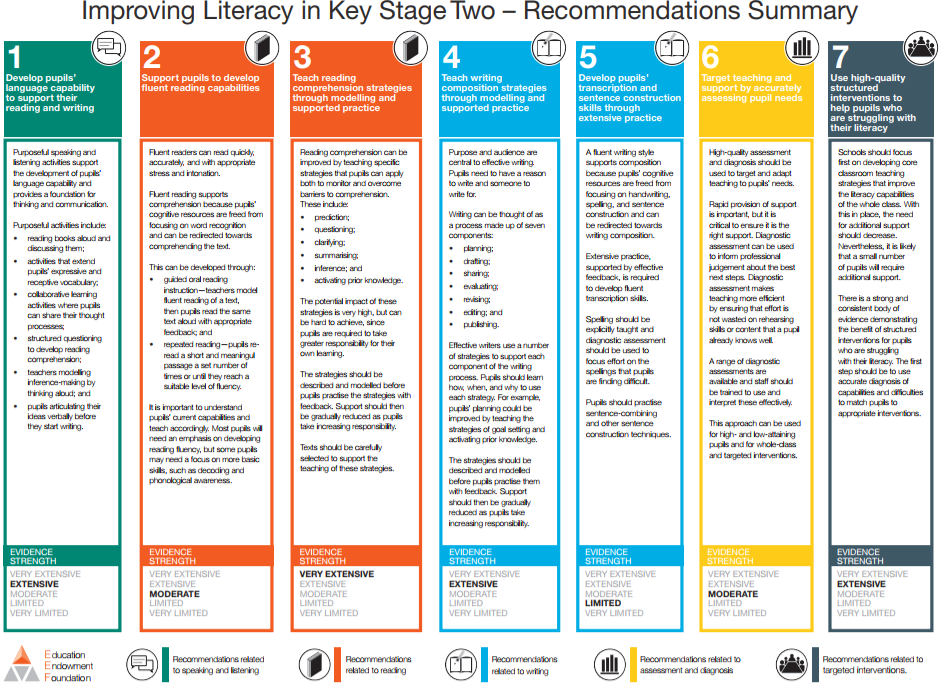 Improving Literacy in Key Stage Two – Recommendations Summary
1
Develop pupils'
language capability
to support their
reading and writing
Purposeful speaking and
listening activities support
the development of pupils'
language capability and
provides a foundation for
thinking and communication.
Purposeful activities include:
• reading books aloud and
discussing them;
• activities that extend
pupils' expressive and
receptive vocabulary;
• collaborative learning
activities where pupils
can share their thought
processes;
• structured questioning
to develop reading
comprehension;
• teachers modelling
inference-making by
thinking aloud; and
• pupils articulating their
ideas verbally before
they start writing.
EVIDENCE
STRENGTH
VERY EXTENSIVE
EXTENSIVE
MODERATE
LIMITED
VERY LIMITED
2
Support pupils to develop
fluent reading capabilities
Fluent readers can read quickly,
accurately, and with appropriate
stress and intonation.
Fluent reading supports
comprehension because pupils'
cognitive resources are freed from
focusing on word recognition
and can be redirected towards
comprehending the text.
This can be developed through:
• guided oral reading
instruction—teachers model
fluent reading of a text,
then pupils read the same
text aloud with appropriate
feedback; and
• repeated reading—pupils re-
read a short and meaningful
passage a set number of
times or until they reach a
suitable level of fluency.
It is important to understand
pupils' current capabilities and
teach accordingly. Most pupils will
need an emphasis on developing
reading fluency, but some pupils
may need a focus on more basic
skills, such as decoding and
phonological awareness.
EVIDENCE
STRENGTH
VERY EXTENSIVE
EXTENSIVE
MODERATE
LIMITED
VERY LIMITED
3
Teach reading
comprehension strategies
through modelling and
supported practice
Reading comprehension can be
improved by teaching specific
strategies that pupils can apply
both to monitor and overcome
barriers to comprehension.
These include:
• prediction;
• questioning;
• clarifying;
• summarising;
• inference; and
• activating prior knowledge.
The potential impact of these
strategies is very high, but can
be hard to achieve, since
pupils are required to take
greater responsibility for their
own learning.
The strategies should be
described and modelled before
pupils practise the strategies with
feedback. Support should then
be gradually reduced as pupils
take increasing responsibility.
Texts should be carefully
selected to support the
teaching of these strategies.
EVIDENCE
STRENGTH
VERY EXTENSIVE
EXTENSIVE
MODERATE
LIMITED
VERY LIMITED
4
Teach writing
composition strategies
through modelling and
supported practice
Purpose and audience are
central to effective writing.
Pupils need to have a reason
to write and someone to
write for.
Writing can be thought of as
a process made up of seven
components:
• planning;
• drafting;
• sharing;
• evaluating;
• revising;
• editing; and
• publishing.
Effective writers use a number
of strategies to support each
component of the writing
process. Pupils should learn
how, when, and why to use
each strategy. For example,
pupils' planning could be
improved by teaching the
strategies of goal setting and
activating prior knowledge.
The strategies should be
described and modelled
before pupils practise them
with feedback. Support
should then be gradually
reduced as pupils take
increasing responsibility.
EVIDENCE
STRENGTH
VERY EXTENSIVE
EXTENSIVE
MODERATE
LIMITED
VERY LIMITED
5
Develop pupils'
transcription and
sentence construction
skills through
extensive practice
A fluent writing style
supports composition
because pupils' cognitive
resources are freed from
focusing on handwriting,
spelling, and sentence
construction and can
be redirected towards
writing composition.
Extensive practice,
supported by effective
feedback, is required
to develop fluent
transcription skills.
Spelling should be
explicitly taught and
diagnostic assessment
should be used to
focus effort on the
spellings that pupils
are finding difficult.
Pupils should practise
sentence-combining
and other sentence
construction techniques.
EVIDENCE
STRENGTH
VERY EXTENSIVE
EXTENSIVE
MODERATE
LIMITED
VERY LIMITED
6
Target teaching and
support by accurately
assessing pupil needs
High-quality assessment
and diagnosis should be
used to target and adapt
teaching to pupils' needs.
Rapid provision of support
is important, but it is
critical to ensure it is the
right support. Diagnostic
assessment can be used
to inform professional
judgement about the best
next steps. Diagnostic
assessment makes
teaching more efficient
by ensuring that effort is
not wasted on rehearsing
skills or content that a pupil
already knows well.
A range of diagnostic
assessments are
available and staff should
be trained to use and
interpret these effectively.
This approach can be used
for high- and low-attaining
pupils and for whole-class
and targeted interventions.
EVIDENCE
STRENGTH
VERY EXTENSIVE
EXTENSIVE
MODERATE
LIMITED
VERY LIMITED
7
Use high-quality
structured
interventions to
help pupils who
are struggling with
their literacy
Schools should focus
first on developing core
classroom teaching
strategies that improve
the literacy capabilities
of the whole class. With
this in place, the need
for additional support
should decrease.
Nevertheless, it is likely
that a small number
of pupils will require
additional support.
There is a strong and
consistent body of
evidence demonstrating
the benefit of structured
interventions for pupils
who are struggling
with their literacy. The first
step should be to use
accurate diagnosis of
capabilities and difficulties
to match pupils to
appropriate interventions.
EVIDENCE
STRENGTH
VERY EXTENSIVE
EXTENSIVE
MODERATE
LIMITED
VERY LIMITED
Education
Endowment
Foundation
Recommendations related
to speaking and listening
Recommendations
related to reading
Recommendations
related to writing
Recommendations related to
assessment and diagnosis
Recommendations related to
targeted interventions.